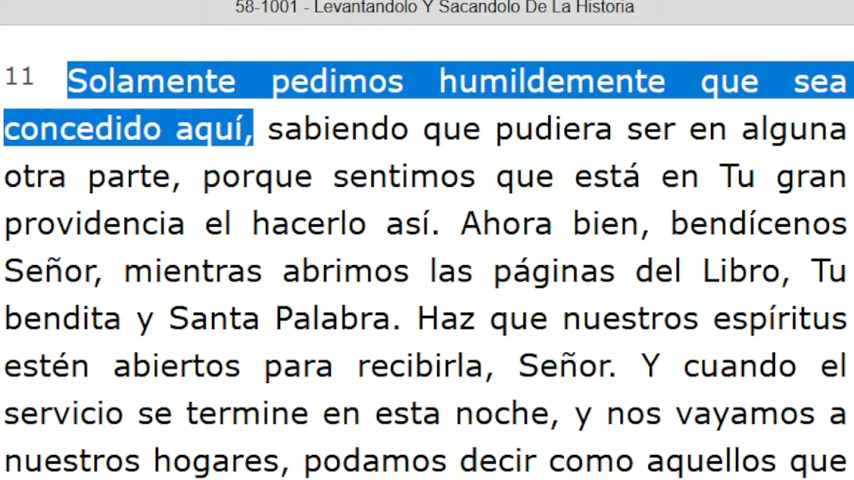 58-1001 - Levantandolo Y Sacandolo De La Historia
11 Solamente pedimos humildemente que sea
concedido aquí, sabiendo que pudiera ser en alguna
otra parte, porque sentimos que está en Tu gran
providencia el hacerlo así. Ahora bien, bendícenos
Señor, mientras abrimos las páginas del Libro, Tu
bendita y Santa Palabra. Haz que nuestros espíritus
estén abiertos para recibirla, Señor. Y cuando el
servicio se termine en esta noche, y nos vayamos a
nuestros hogares, podamos decir como aquellos que